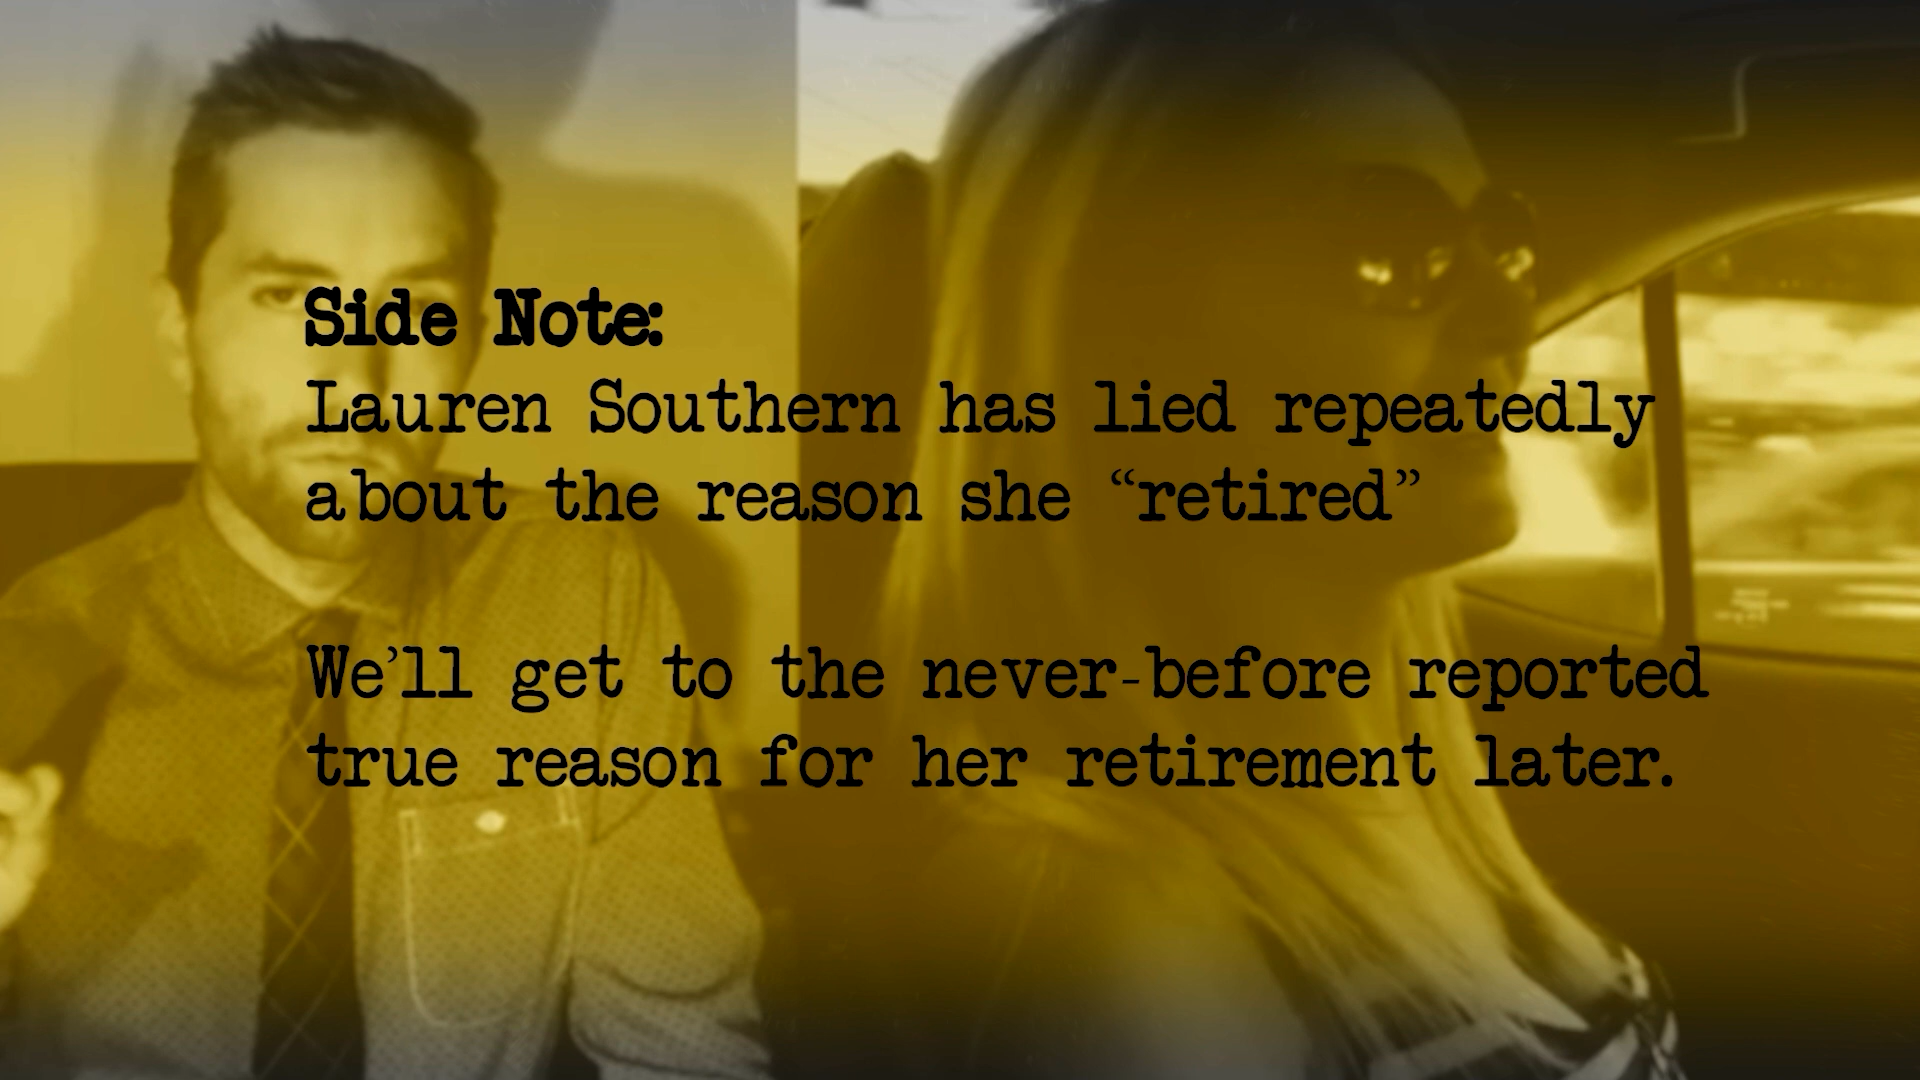 Side Note:
Lauren Southern has lied repeatedly
about the reason she “retired”
We’ll get to the never-before reported
true reason for her retirement later.